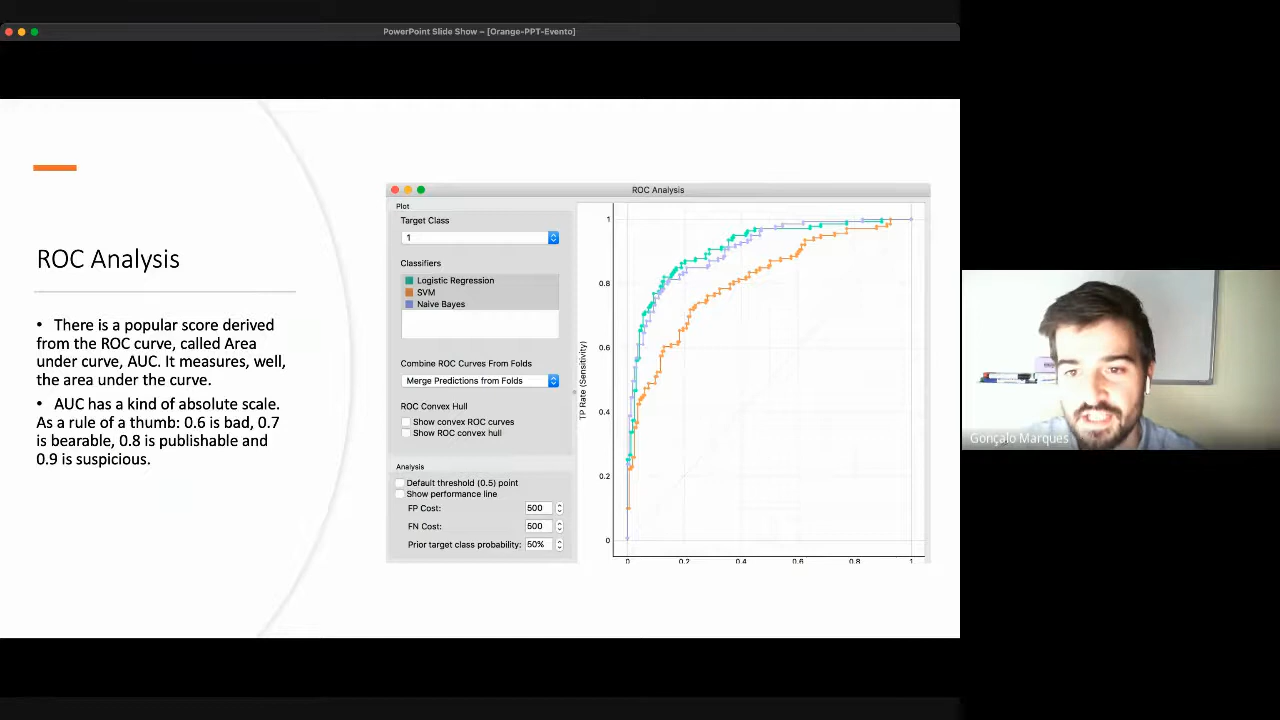 PowerPoint Slide Show – [Orange-PPT-Evento]
ROC Analysis
• There is a popular score derived
from the ROC curve, called Area
under curve, AUC. It measures, well,
the area under the curve.
• AUC has a kind of absolute scale.
As a rule of a thumb: 0.6 is bad, 0.7
is bearable, 0.8 is publishable and
0.9 is suspicious.
ROC Analysis
Plot
Target Class
1
Classifiers
Logistic Regression
SVM
Naive Bayes
Combine ROC Curves From Folds
Merge Predictions from Folds
ROC Convex Hull
Show convex ROC curves
Show ROC convex hull
Analysis
Default threshold (0.5) point
Show performance line
FP Cost: 500
FN Cost: 500
Prior target class probability: 50%
TP Rate (Sensitivity)
1
0.8
0.6
0.4
0.2
0
0 0.2 0.4 0.6 0.8 1
Gonçalo Marques